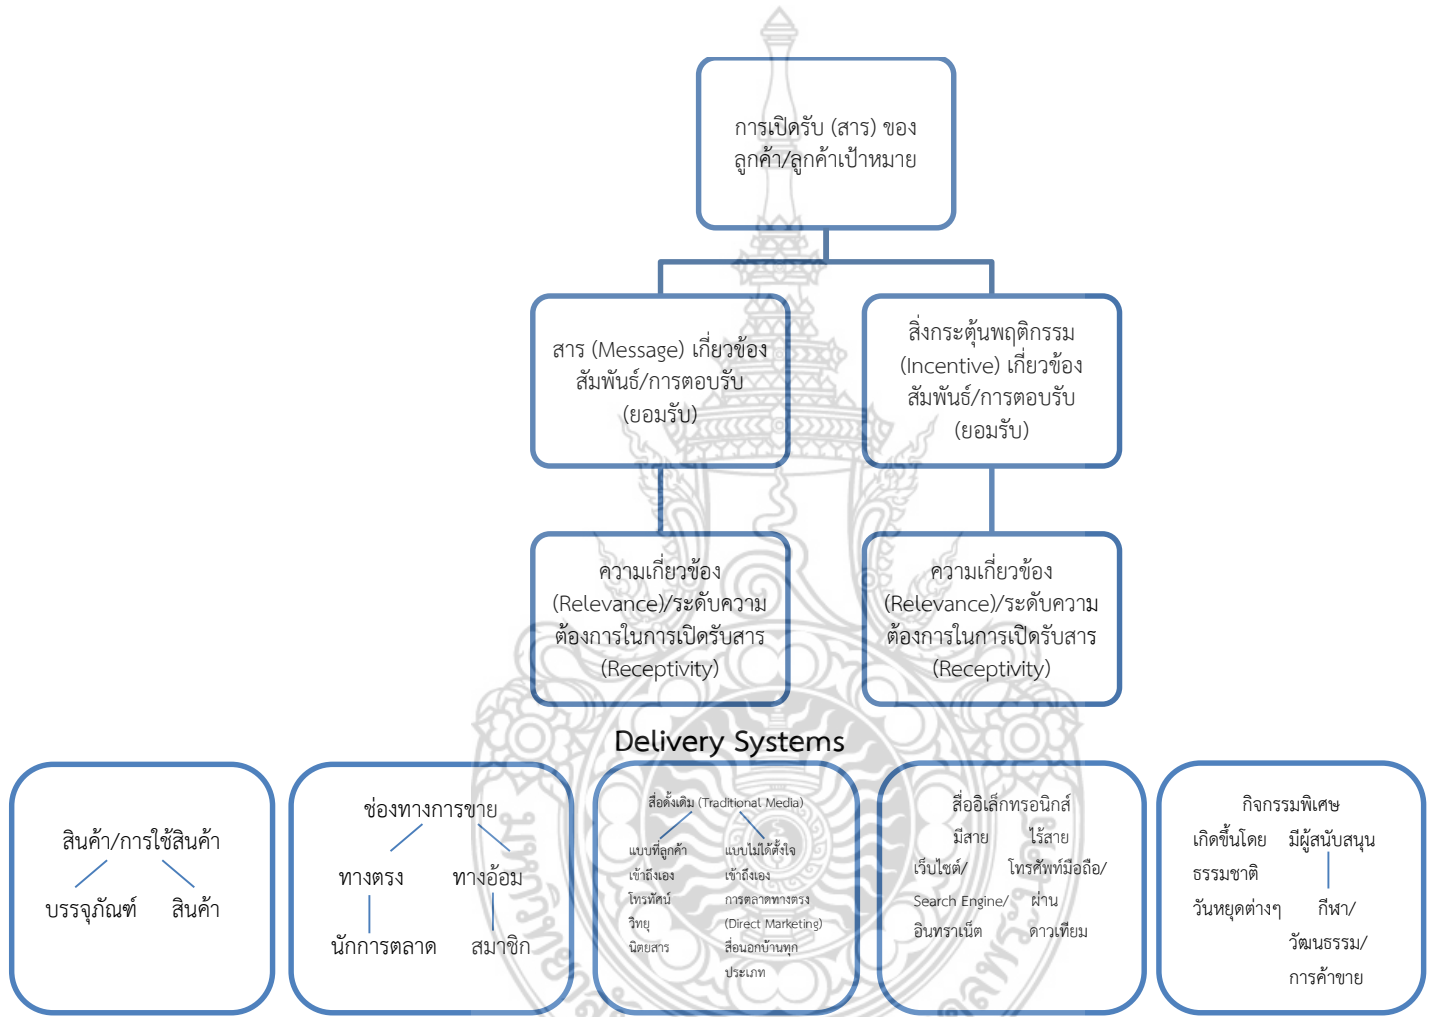 การเปิดรับ (สาร) ของ
ลูกค้า/ลูกค้าเป้าหมาย
สาร (Message) เกี่ยวข้อง
สัมพันธ์/การตอบรับ
(ยอมรับ)
สิ่งกระตุ้นพฤติกรรม
(Incentive) เกี่ยวข้อง
สัมพันธ์/การตอบรับ
(ยอมรับ)
ความเกี่ยวข้อง
(Relevance)/ระดับความ
ต้องการในการเปิดรับสาร
(Receptivity)
ความเกี่ยวข้อง
(Relevance)/ระดับความ
ต้องการในการเปิดรับสาร
(Receptivity)
Delivery Systems
สินค้า/การใช้สินค้า
บรรจุภัณฑ์ สินค้า
ช่องทางการขาย
ทางตรง ทางอ้อม
นักการตลาด สมาชิก
สื่อดั้งเดิม (Traditional Media)
แบบที่ลูกค้า แบบไม่ได้ตั้งใจ
เข้าถึงเอง เข้าถึงเอง
โทรทัศน์ การตลาดทางตรง
วิทยุ (Direct Marketing)
นิตยสาร สื่อนอกบ้านทุก
ประเภท
สื่ออิเล็กทรอนิกส์
มีสาย ไร้สาย
เว็บไซต์/ โทรศัพท์มือถือ/
Search Engine/ ผ่าน
อินทราเน็ต ดาวเทียม
กิจกรรมพิเศษ
เกิดขึ้นโดย มีผู้สนับสนุน
ธรรมชาติ
วันหยุดต่างๆ กีฬา/
วัฒนธรรม/
การค้าขาย